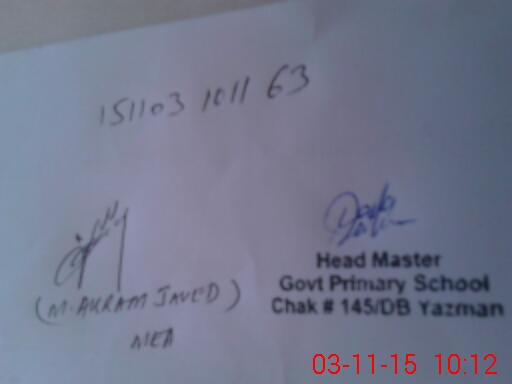 151103 1011 63
(M. AKRAM JAVED)
MEA
Head Master
Govt Primary School
Chak # 145/DB Yazman
03-11-15 10:12